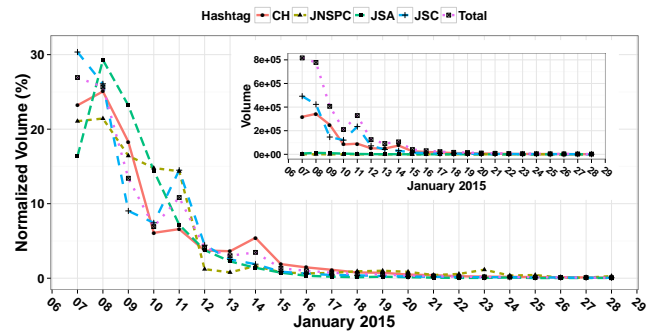 Hashtag CH JNSPC JSA JSC Total
Normalized Volume (%)
30
20
10
0
06 07 08 09 10 11 12 13 14 15 16 17 18 19 20 21 22 23 24 25 26 27 28 29
January 2015
Volume
8e+05
6e+05
4e+05
2e+05
0e+00
06 07 08 09 10 11 12 13 14 15 16 17 18 19 20 21 22 23 24 25 26 27 28 29
January 2015